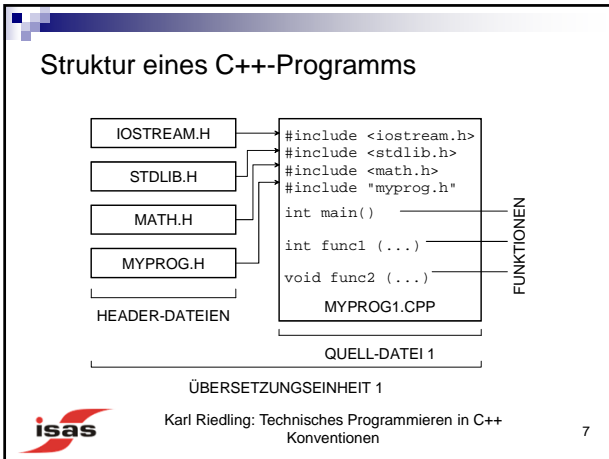 Struktur eines C++-Programms
IOSTREAM.H
STDLIB.H
MATH.H
MYPROG.H
HEADER-DATEIEN
#include <iostream.h>
#include <stdlib.h>
#include <math.h>
#include "myprog.h"
int main()
int func1 (...)
void func2 (...)
MYPROG1.CPP
FUNKTIONEN
QUELL-DATEI 1
ÜBERSETZUNGSEINHEIT 1
isas
Karl Riedling: Technisches Programmieren in C++
Konventionen
7